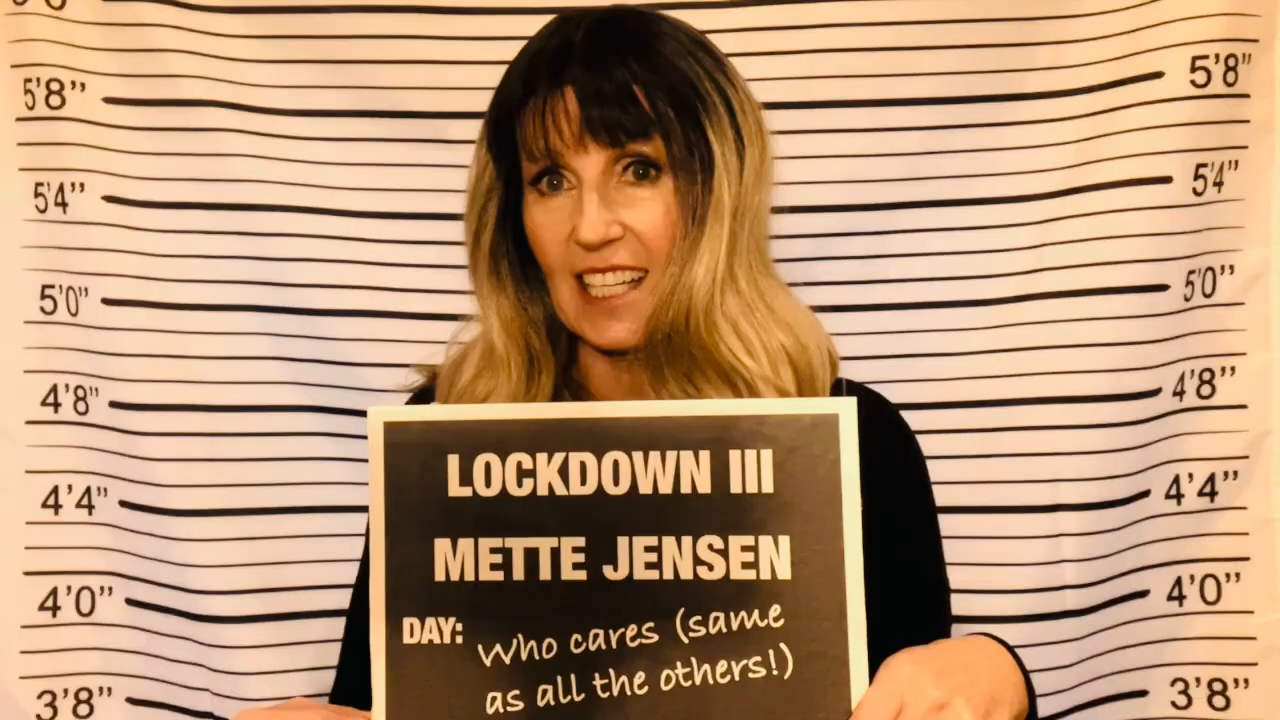 5'8” 5'8”
5'4” 5'4”
5'0” 5'0”
4'8” 4'8”
4'4” 4'4”
4'0” 4'0”
3'8” 3'8”
LOCKDOWN III
METTE JENSEN
DAY: Who cares (same
as all the others!)